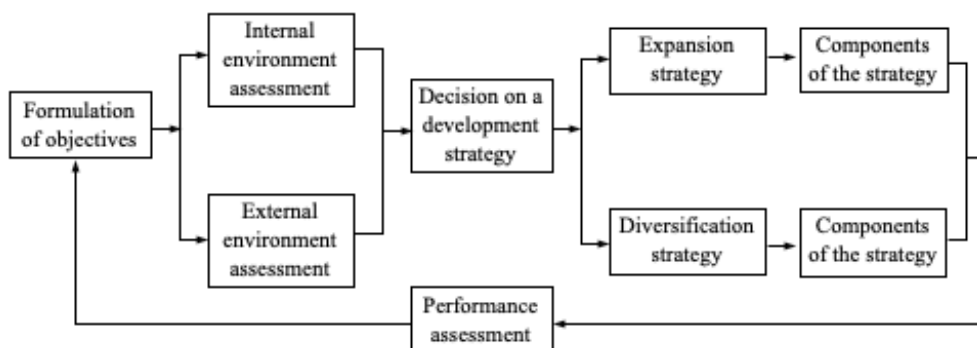 Formulation
of objectives
Internal
environment
assessment
External
environment
assessment
Decision on a
development
strategy
Expansion
strategy
Components
of the strategy
Diversification
strategy
Components
of the strategy
Performance
assessment